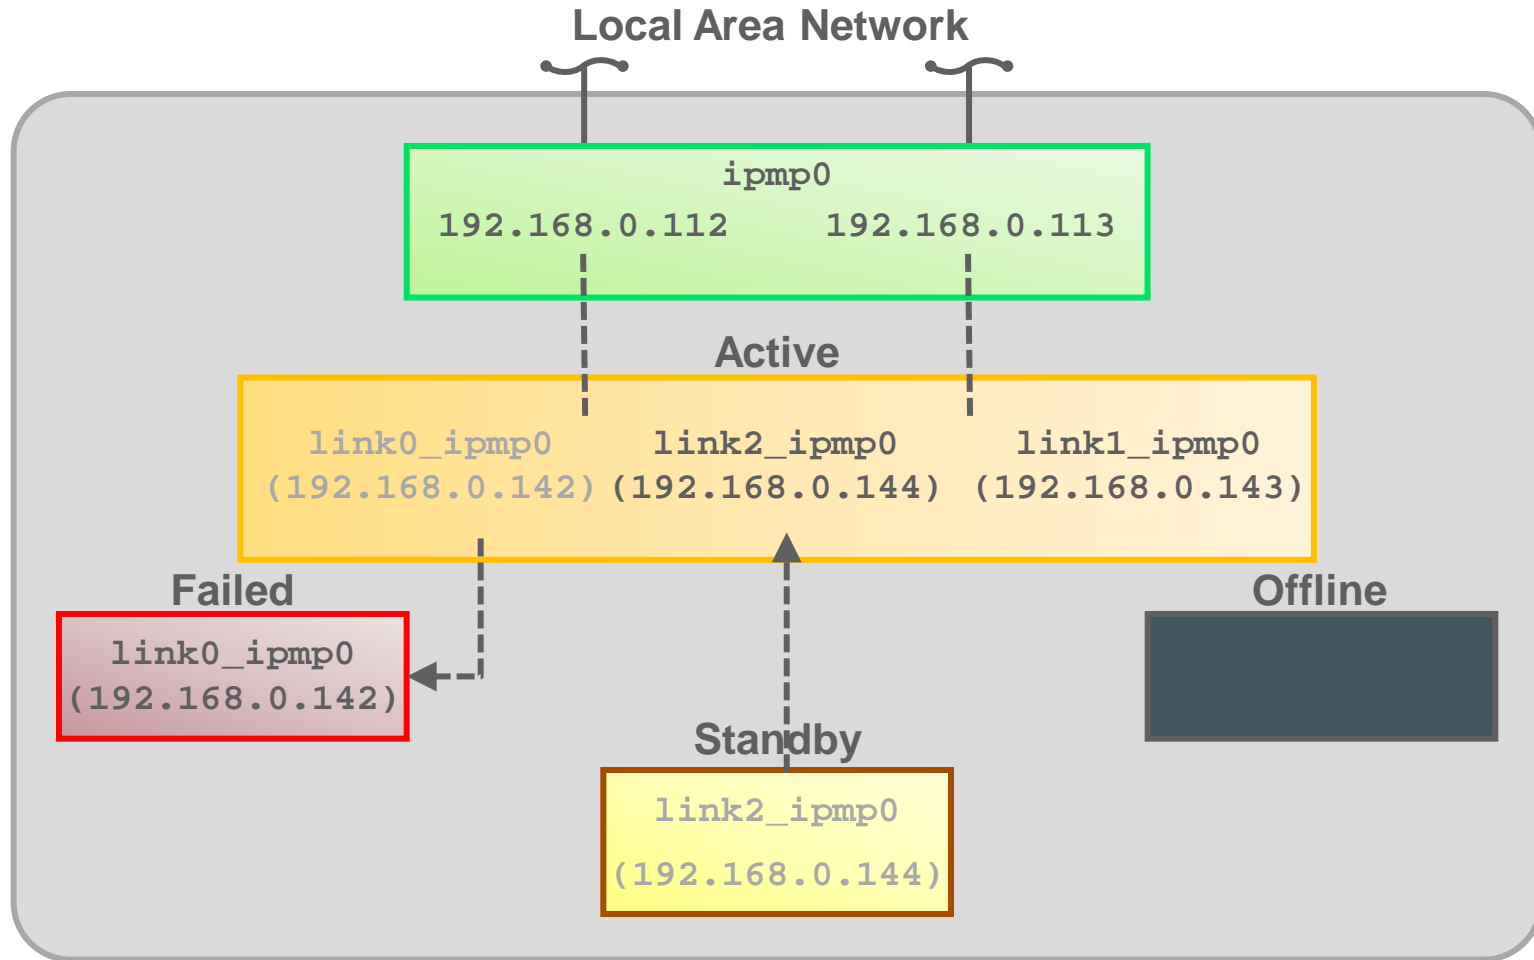 Local Area Network
ipmp0
192.168.0.112 192.168.0.113
Active
link0_ipmp0 link2_ipmp0 link1_ipmp0
(192.168.0.142) (192.168.0.144) (192.168.0.143)
Failed
Offline
link0_ipmp0
(192.168.0.142)
Standby
link2_ipmp0
(192.168.0.144)